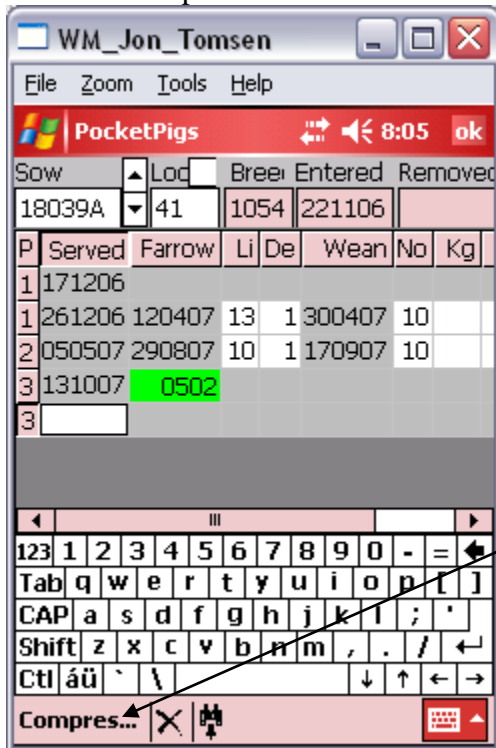 WM_Jon_Tomsen
File Zoom Tools Help
PocketPigs 8:05 ok
Sow Loc Breei Entered Removed
18039A 41 1054 221106
P Served Farrow Li De Wean No Kg
1 171206
1 261206 120407 13 1 300407 10
2 050507 290807 10 1 170907 10
3 131007 0502
3
123 1 2 3 4 5 6 7 8 9 0 - =
Tab q w e r t y u i o p [ ]
CAP a s d f g h j k l ; '
Shift z x c v b n m , . /
Ctl áü ` \ ↓ ↑ ← →
Compres...